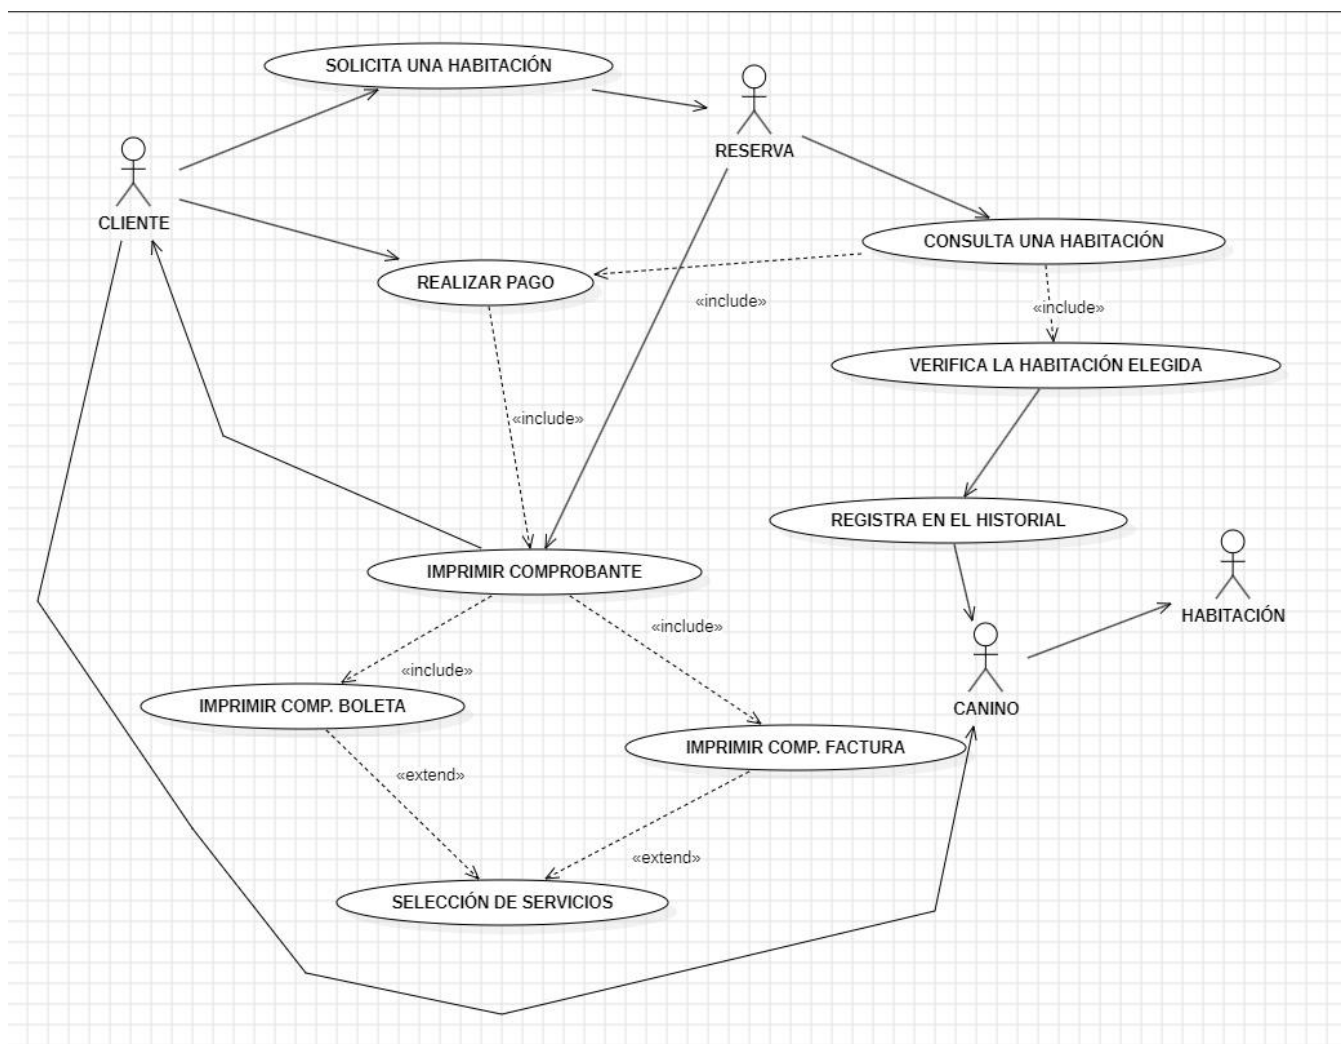 SOLICITA UNA HABITACIÓN
RESERVA
CLIENTE
CONSULTA UNA HABITACIÓN
REALIZAR PAGO
«include»
«include»
VERIFICA LA HABITACIÓN ELEGIDA
«include»
REGISTRA EN EL HISTORIAL
IMPRIMIR COMPROBANTE
HABITACIÓN
«include»
«include»
IMPRIMIR COMP. BOLETA
CANINO
IMPRIMIR COMP. FACTURA
«extend»
«extend»
SELECCIÓN DE SERVICIOS